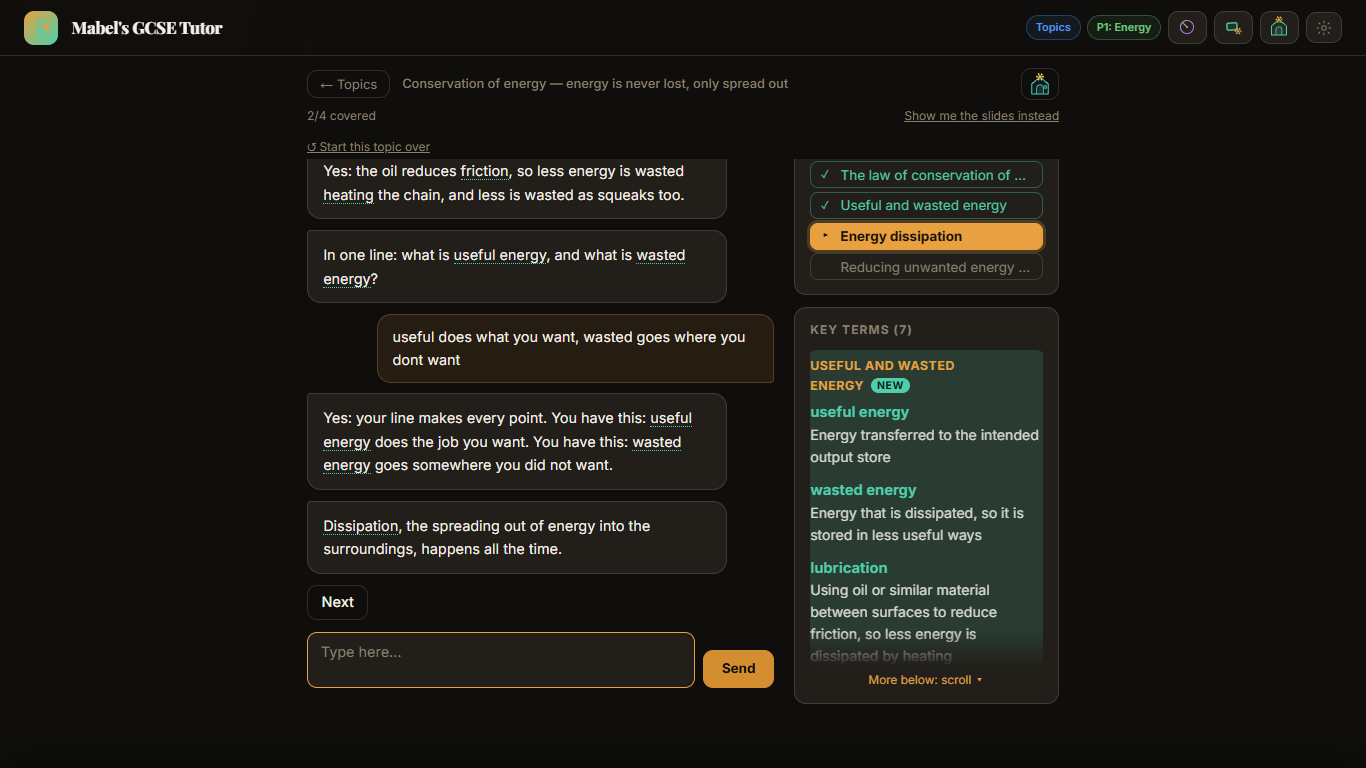 Mabel's GCSE Tutor
Topics
P1: Energy
← Topics
Conservation of energy — energy is never lost, only spread out
2/4 covered
Show me the slides instead
↺ Start this topic over
Yes: the oil reduces friction, so less energy is wasted
heating the chain, and less is wasted as squeaks too.
In one line: what is useful energy, and what is wasted
energy?
useful does what you want, wasted goes where you
dont want
Yes: your line makes every point. You have this: useful
energy does the job you want. You have this: wasted
energy goes somewhere you did not want.
Dissipation, the spreading out of energy into the
surroundings, happens all the time.
Next
Type here...
Send
✓ The law of conservation of ...
✓ Useful and wasted energy
‣ Energy dissipation
Reducing unwanted energy ...
KEY TERMS (7)
USEFUL AND WASTED
ENERGY NEW
useful energy
Energy transferred to the intended
output store
wasted energy
Energy that is dissipated, so it is
stored in less useful ways
lubrication
Using oil or similar material
between surfaces to reduce
friction, so less energy is
dissipated by heating
More below: scroll ▾